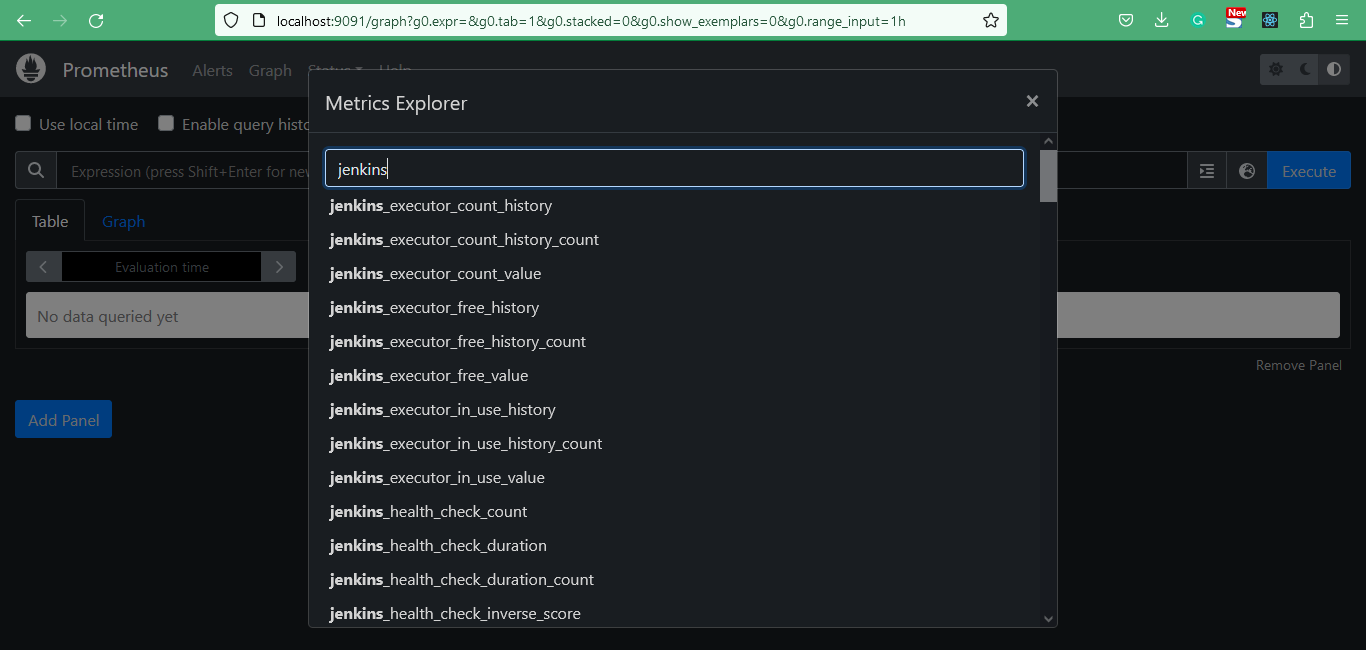 localhost:9091/graph?g0.expr=&g0.tab=1&g0.stacked=0&g0.show_exemplars=0&g0.range_input=1h
New
Prometheus Alerts Graph Status Help
Metrics Explorer
Use local time Enable query histo
jenkins
Expression (press Shift+Enter for new
Execute
Table Graph
Evaluation time
No data queried yet
Remove Panel
Add Panel
jenkins_executor_count_history
jenkins_executor_count_history_count
jenkins_executor_count_value
jenkins_executor_free_history
jenkins_executor_free_history_count
jenkins_executor_free_value
jenkins_executor_in_use_history
jenkins_executor_in_use_history_count
jenkins_executor_in_use_value
jenkins_health_check_count
jenkins_health_check_duration
jenkins_health_check_duration_count
jenkins_health_check_inverse_score